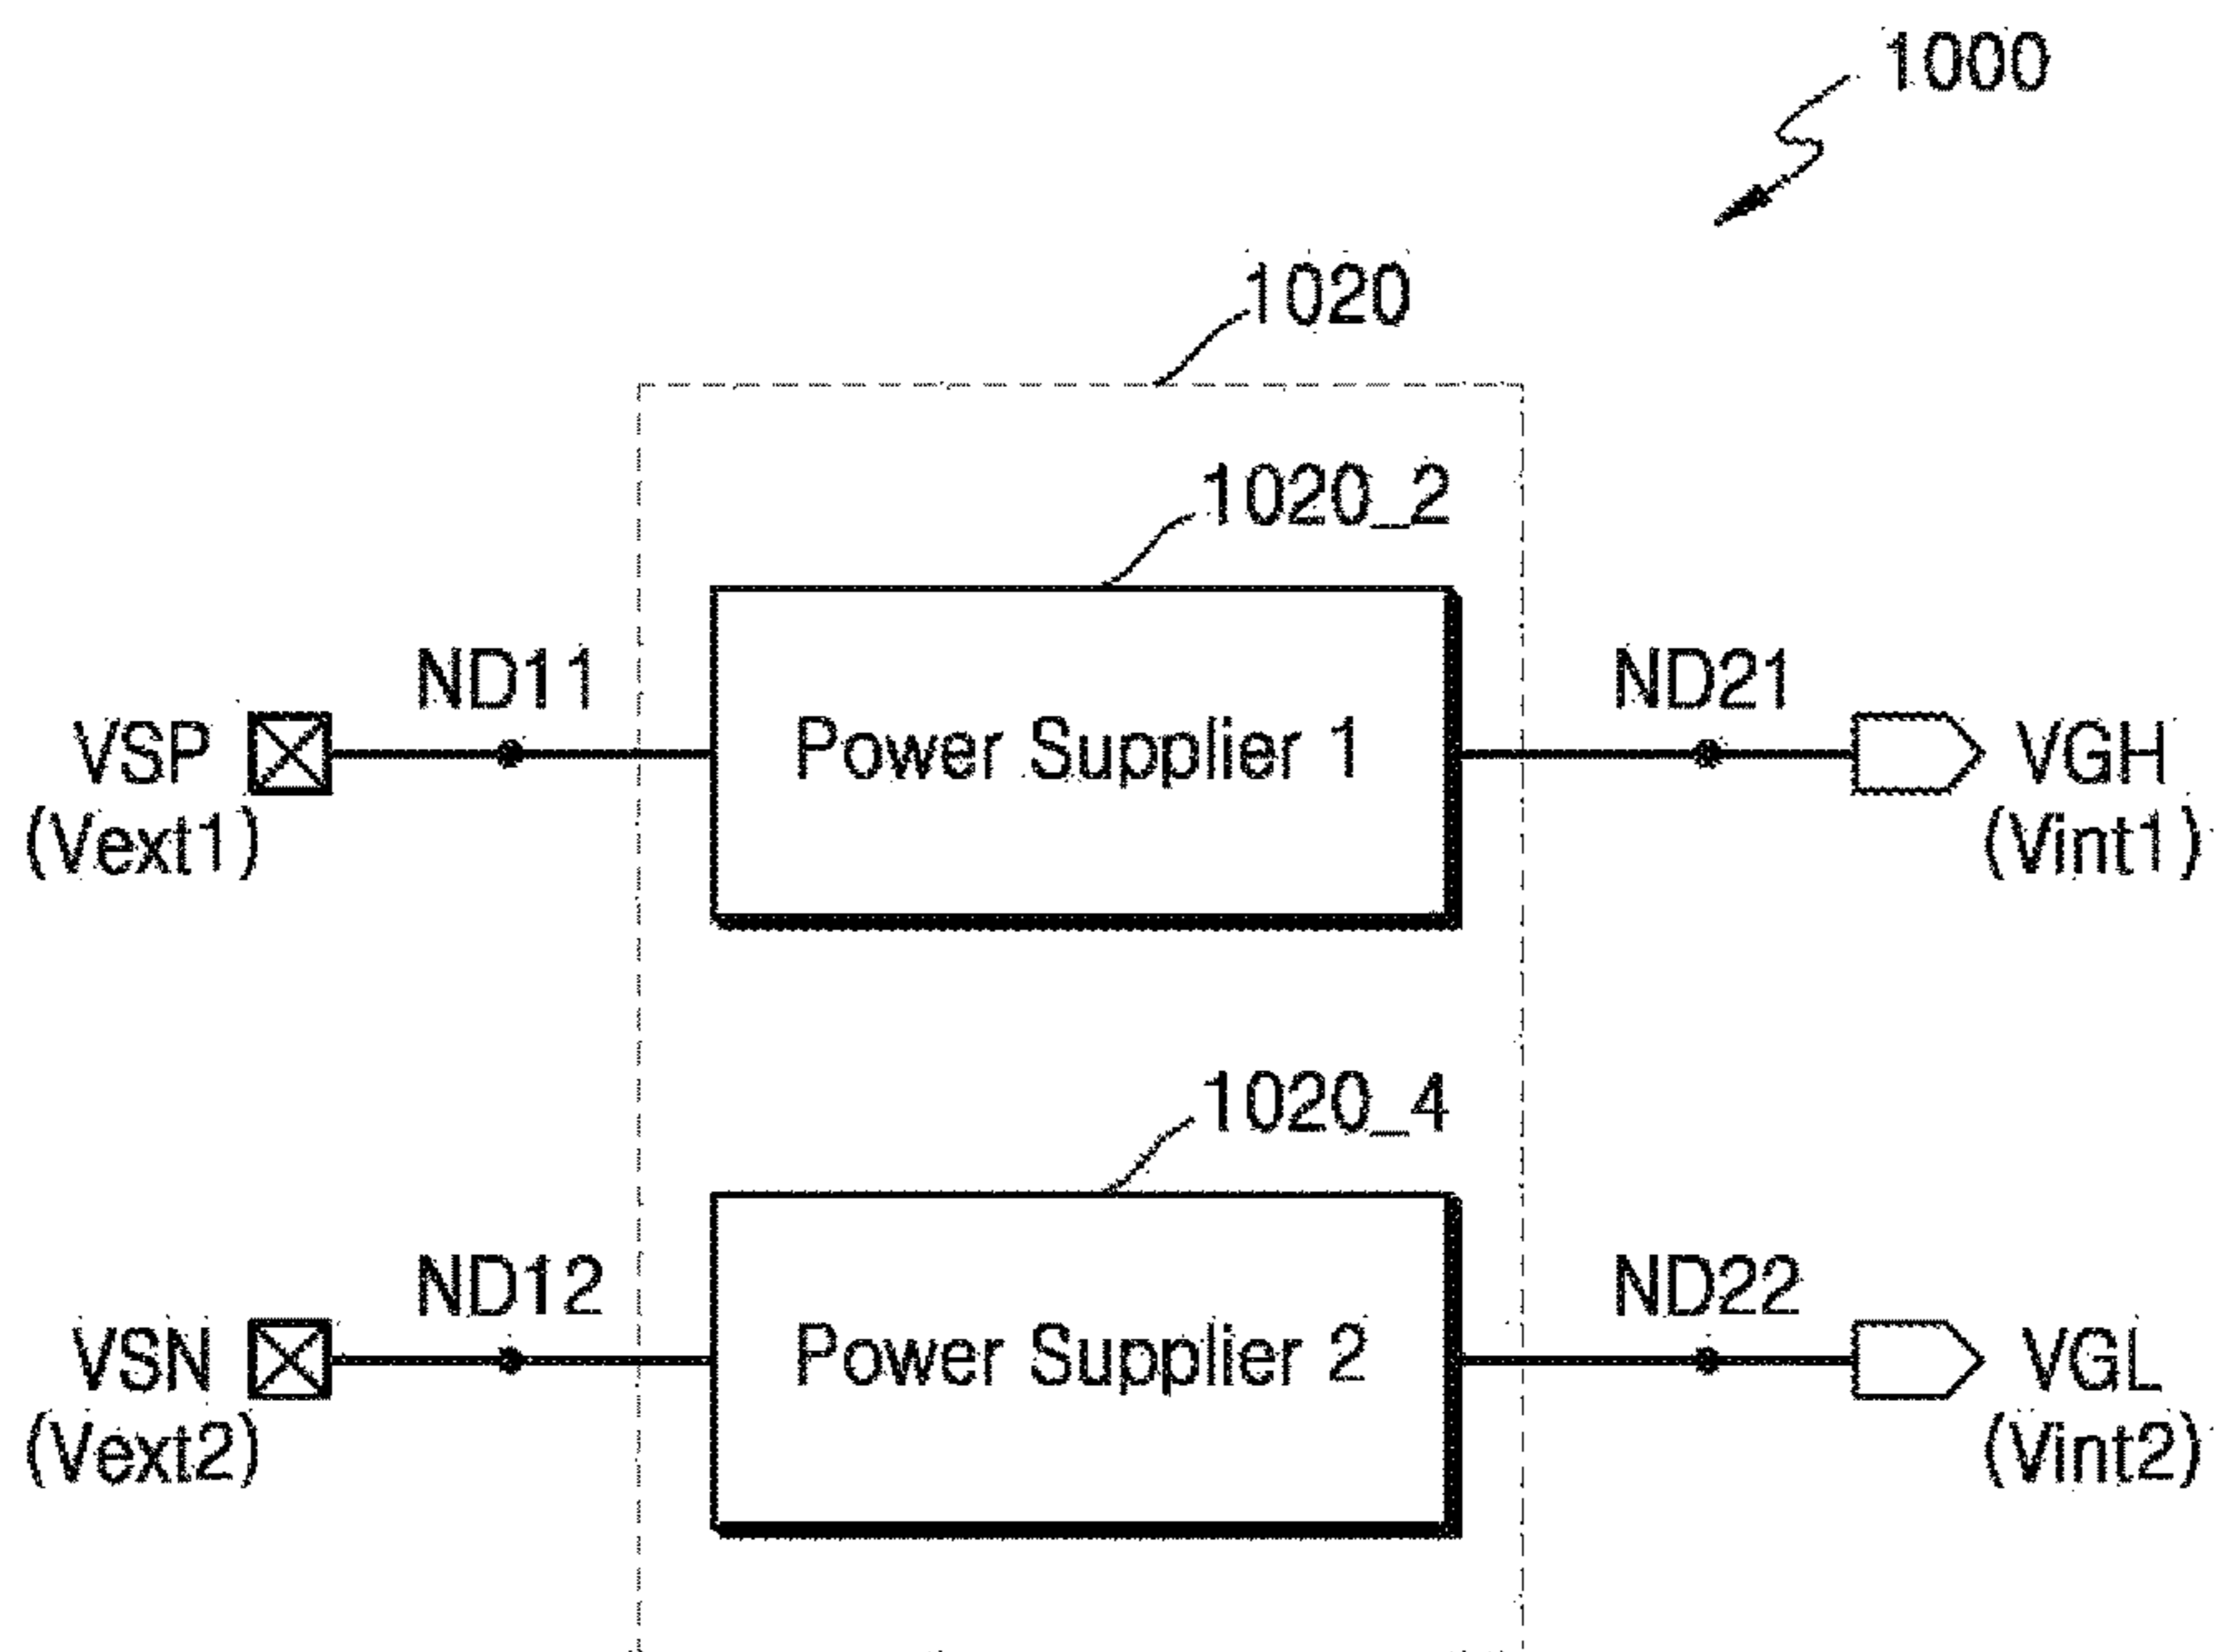 1000
1020
1020_2
ND11
ND21
VSP
Power Supplier 1
VGH
(Vext1)
(Vint1)
1020_4
ND12
ND22
VSN
Power Supplier 2
VGL
(Vext2)
(Vint2)